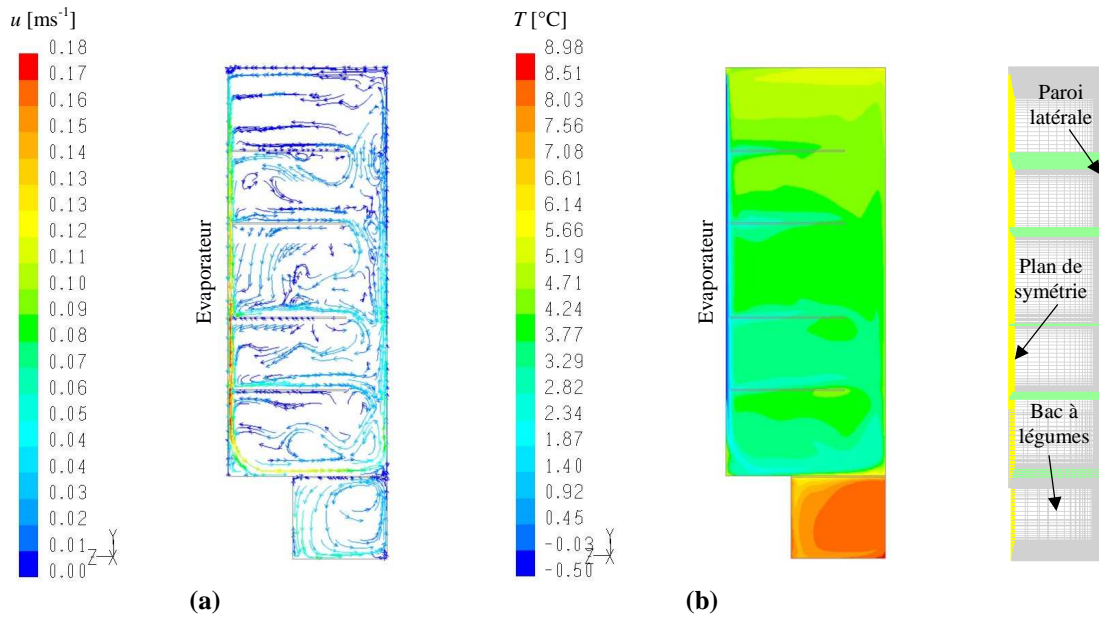 u [ms⁻¹]
0.18
0.17
0.16
0.14
0.13
0.12
0.11
0.10
0.09
0.08
0.07
0.06
0.05
0.04
0.04
0.03
0.02
0.01
0.00
Z
Y
X
Evaporateur
(a)
T [°C]
8.98
8.51
8.03
7.56
7.08
6.61
6.14
5.66
5.19
4.71
4.24
3.77
3.29
2.82
2.34
1.87
1.40
0.92
0.45
-0.03
-0.50
Z
Y
X
Evaporateur
(b)
Paroi
latérale
Plan de
symétrie
Bac à
légumes